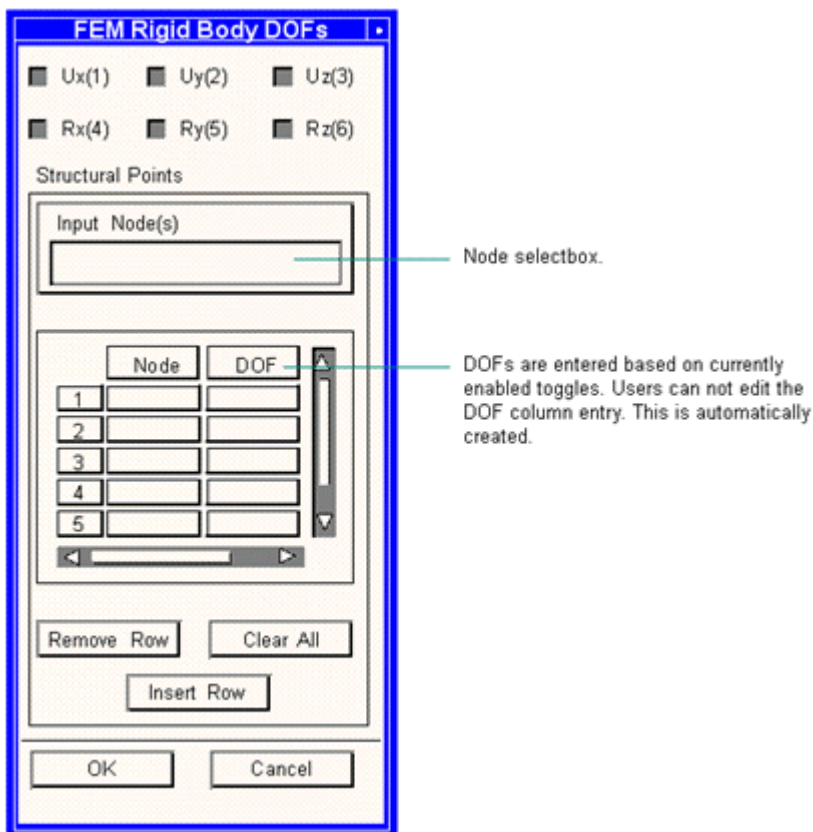 FEM Rigid Body DOFs
Ux(1) Uy(2) Uz(3)
Rx(4) Ry(5) Rz(6)
Structural Points
Input Node(s)
Node selectbox.
Node DOF
1
2
3
4
5
DOFs are entered based on currently
enabled toggles. Users can not edit the
DOF column entry. This is automatically
created.
Remove Row Clear All
Insert Row
OK Cancel